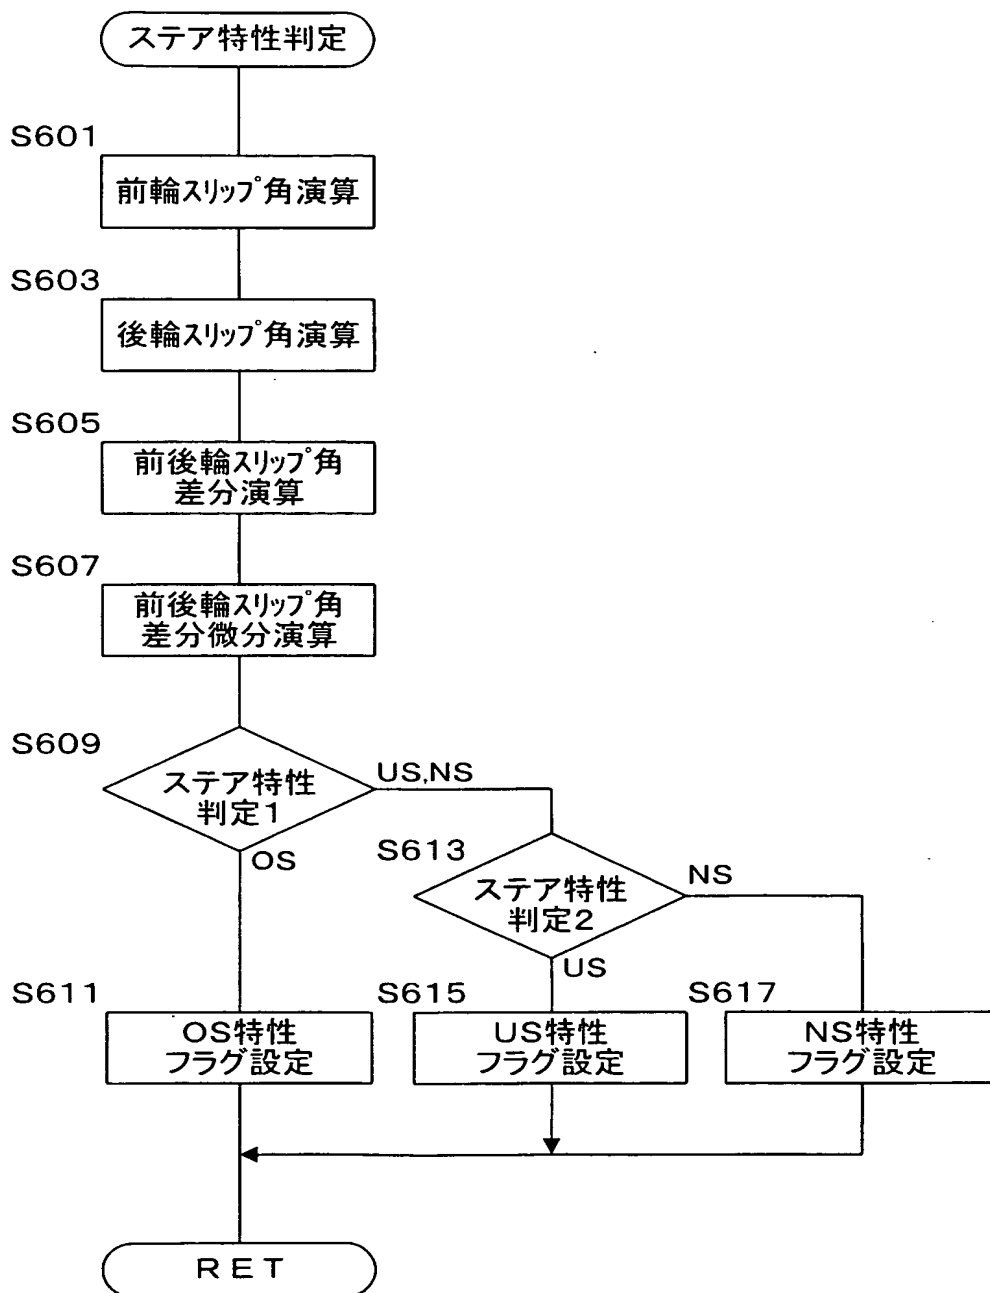 ステア特性判定
S601
前輪ｽﾘｯﾌﾟ角演算
S603
後輪ｽﾘｯﾌﾟ角演算
S605
前後輪ｽﾘｯﾌﾟ角
差分演算
S607
前後輪ｽﾘｯﾌﾟ角
差分微分演算
S609
ステア特性
判定1
US,NS
OS
S613
ステア特性
判定2
NS
US
S611
OS特性
フラグ設定
S615
US特性
フラグ設定
S617
NS特性
フラグ設定
RET